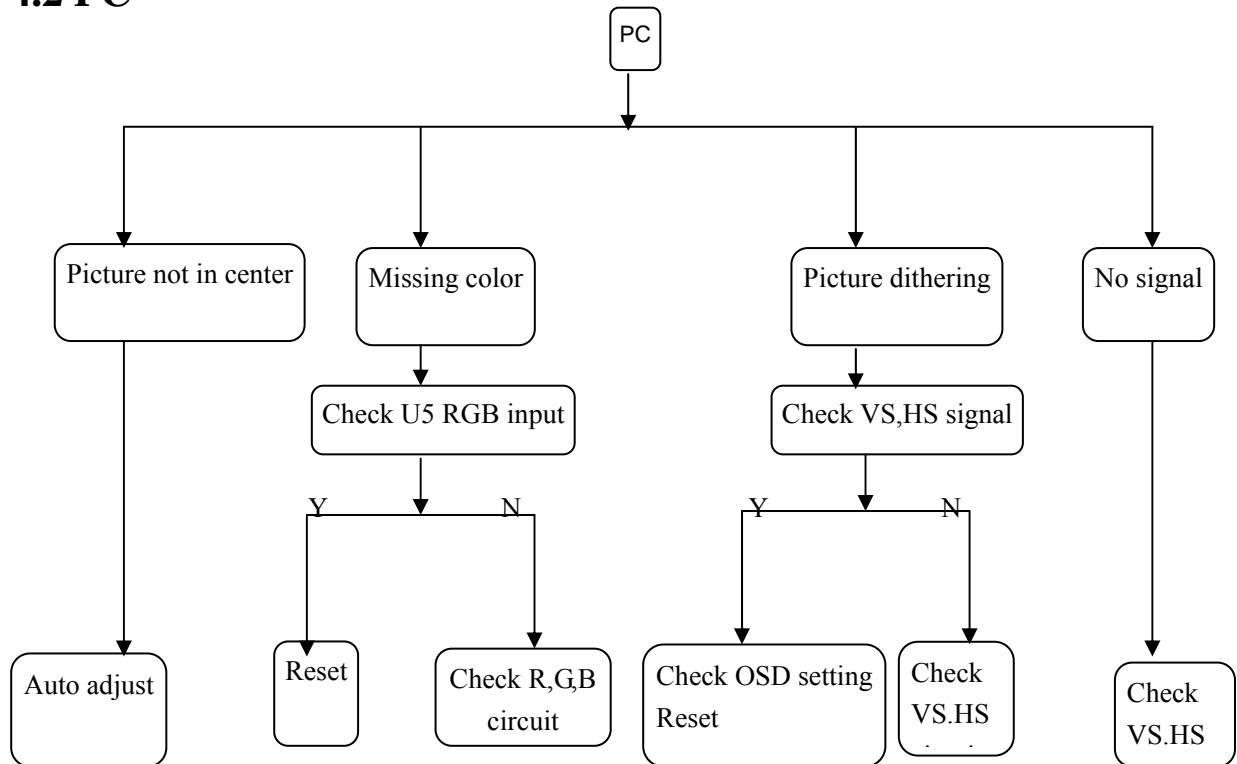 4.2 PC
PC
Picture not in center
Missing color
Picture dithering
No signal
Check U5 RGB input
Check VS,HS signal
Y
N
Y
N
Auto adjust
Reset
Check R,G,B
circuit
Check OSD setting
Reset
Check
VS.HS
Check
VS.HS